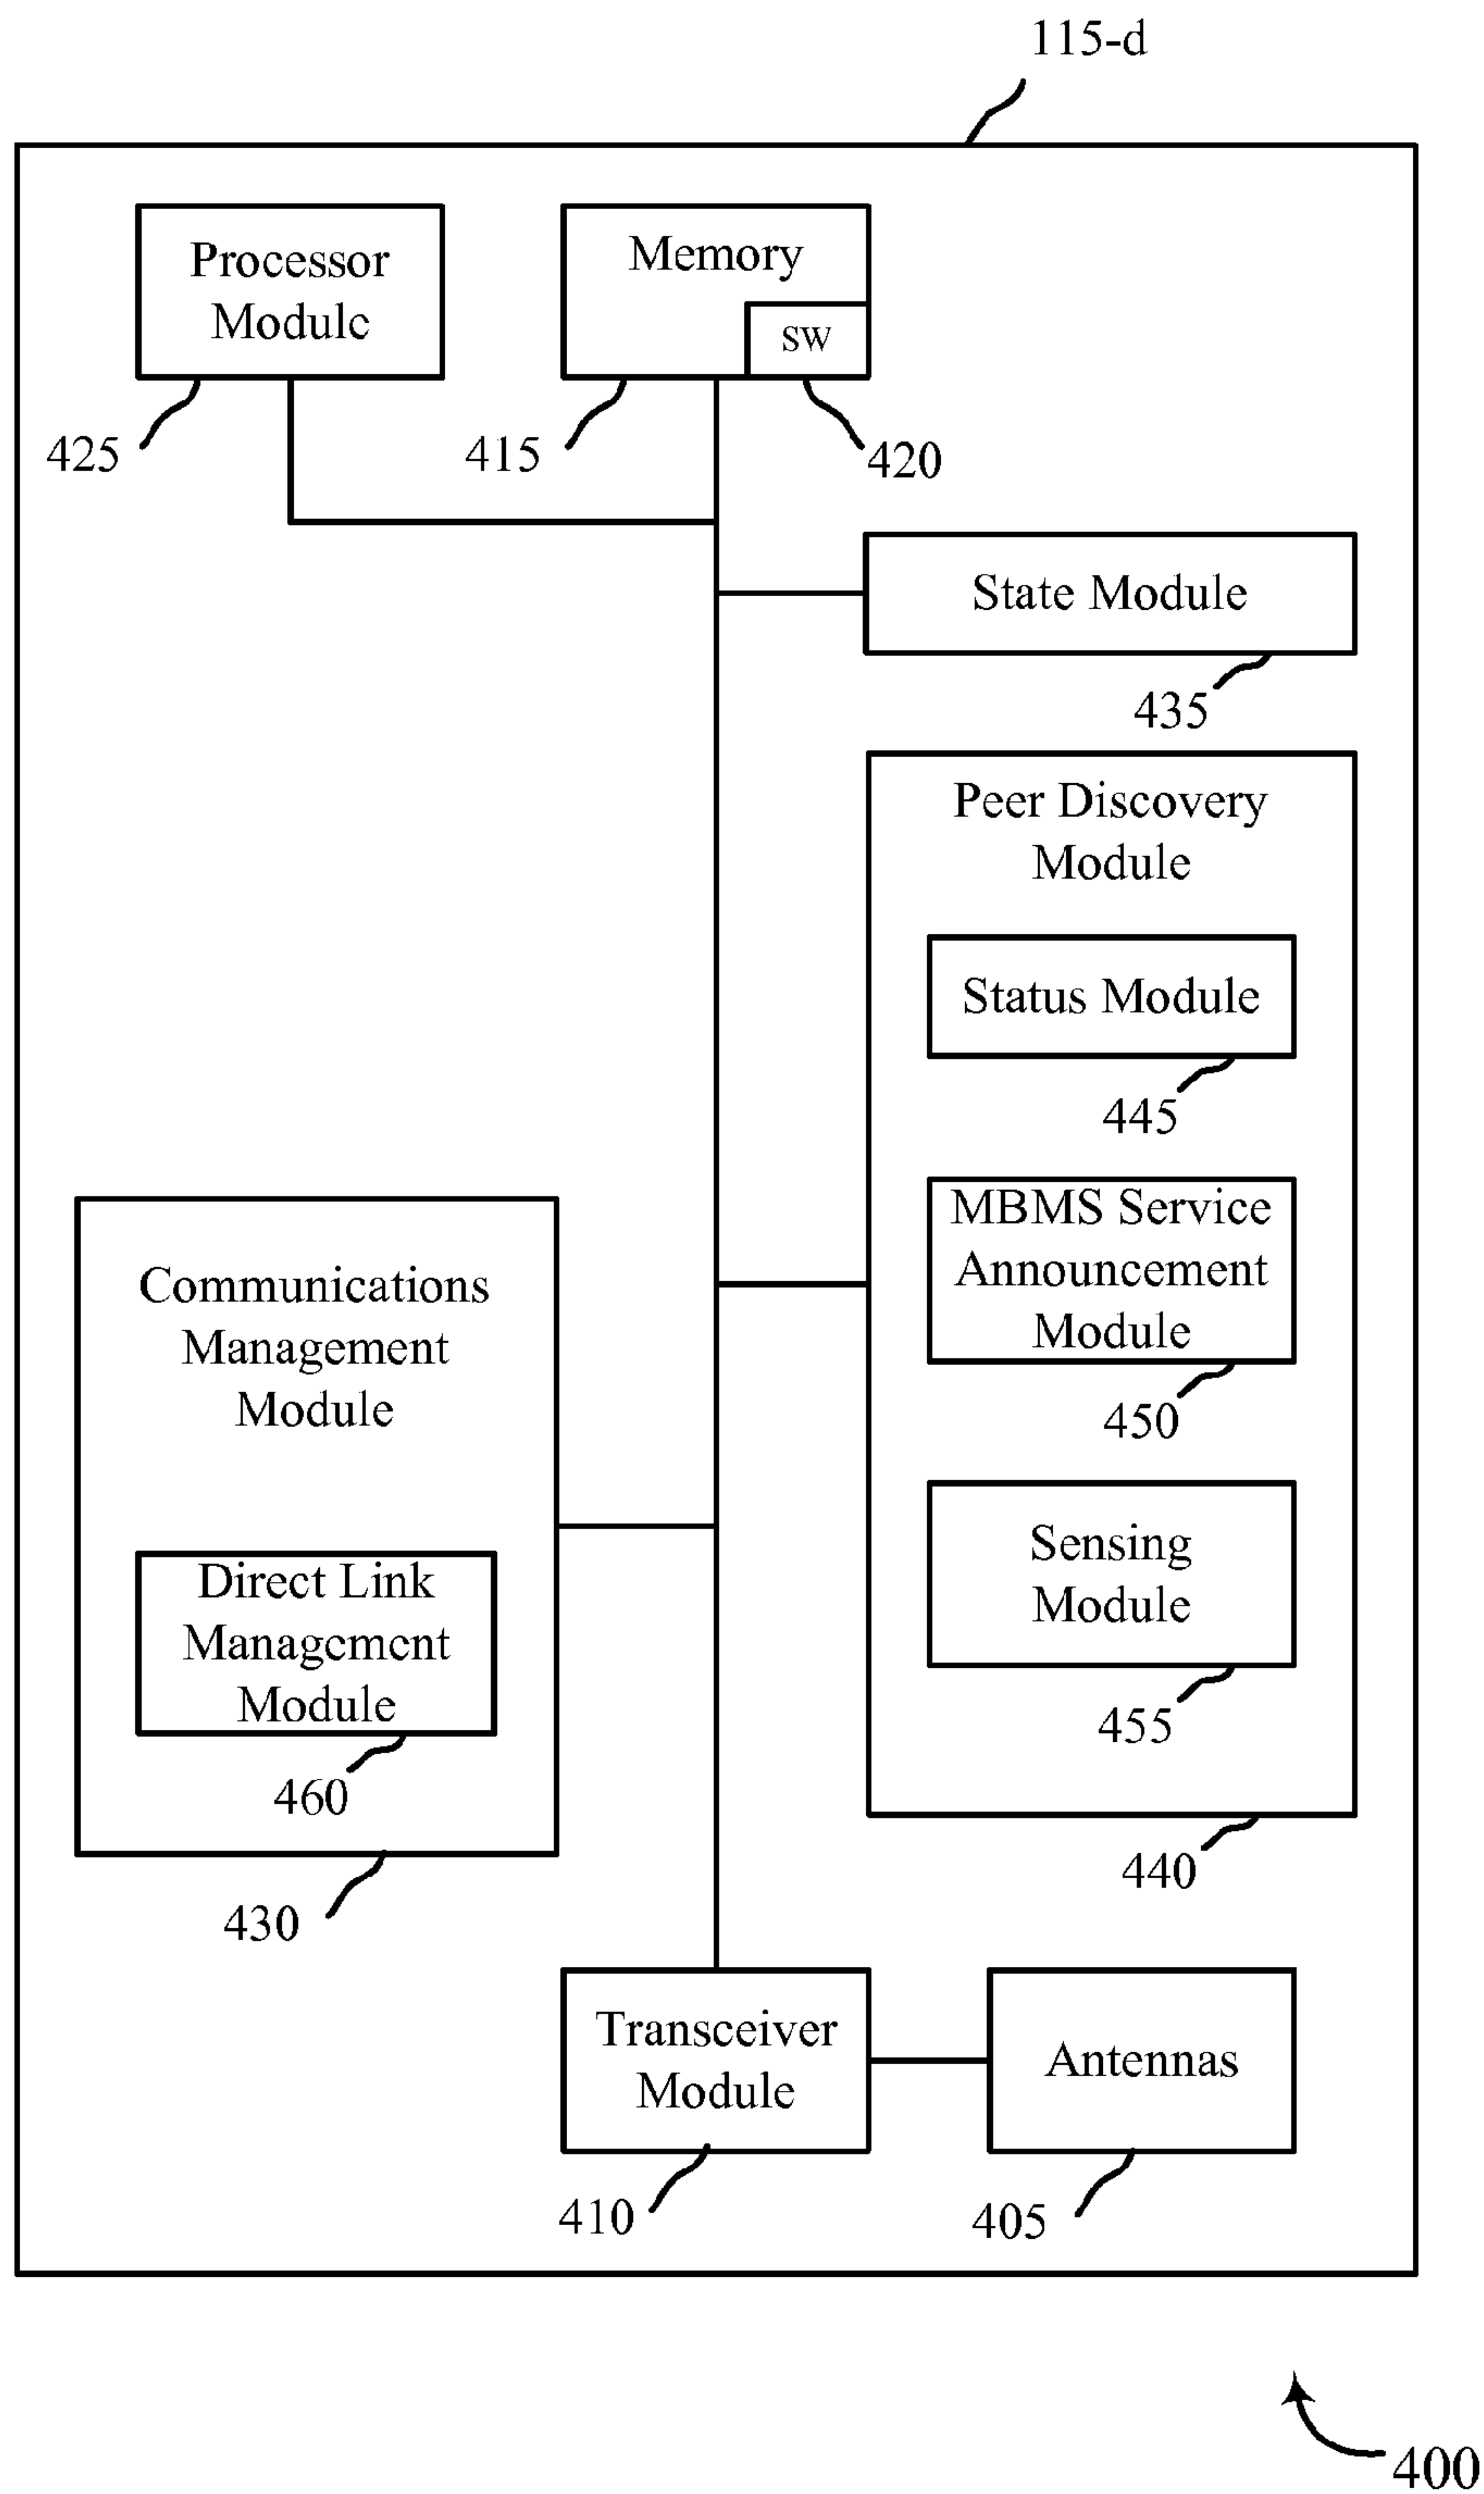 115-d
Processor
Module
Memory
SW
425
415
420
State Module
435
Peer Discovery
Module
Status Module
445
MBMS Service
Announcement
Module
450
Sensing
Module
455
440
Communications
Management
Module
Direct Link
Management
Module
460
430
Transceiver
Module
Antennas
410
405
400